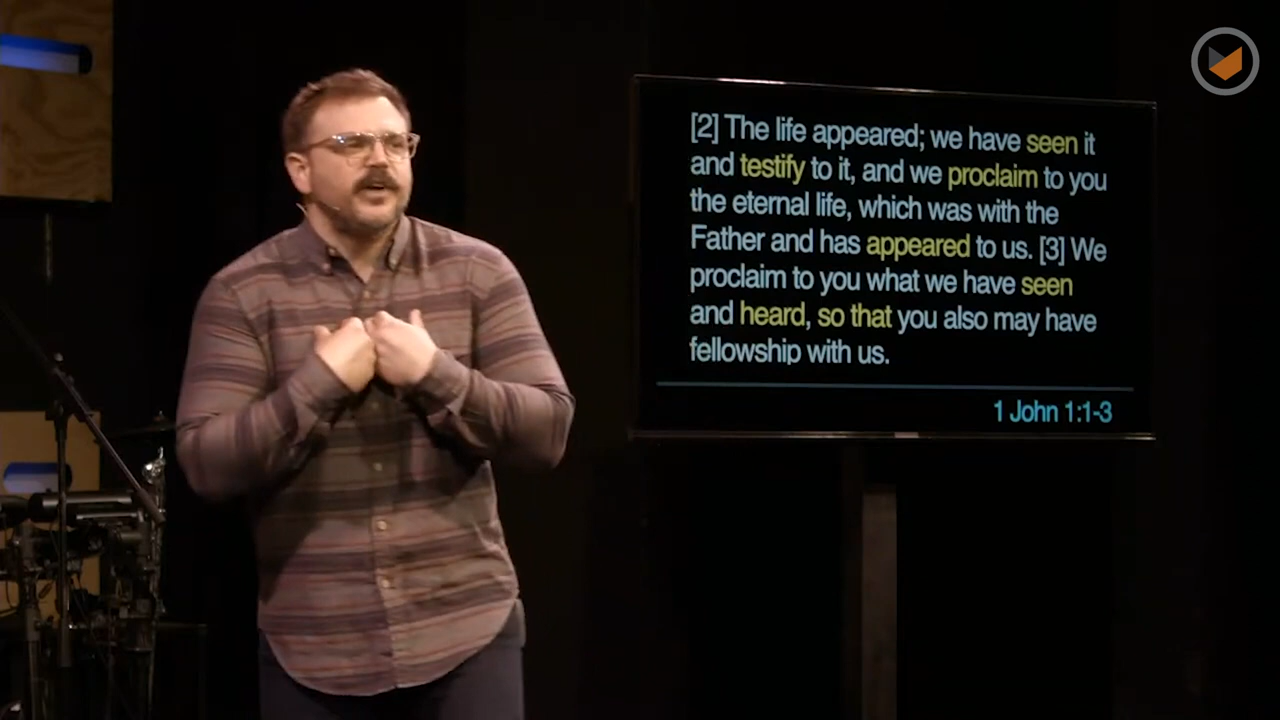 [2] The life appeared; we have seen it
and testify to it, and we proclaim to you
the eternal life, which was with the
Father and has appeared to us. [3] We
proclaim to you what we have seen
and heard, so that you also may have
fellowship with us.
1 John 1:1-3